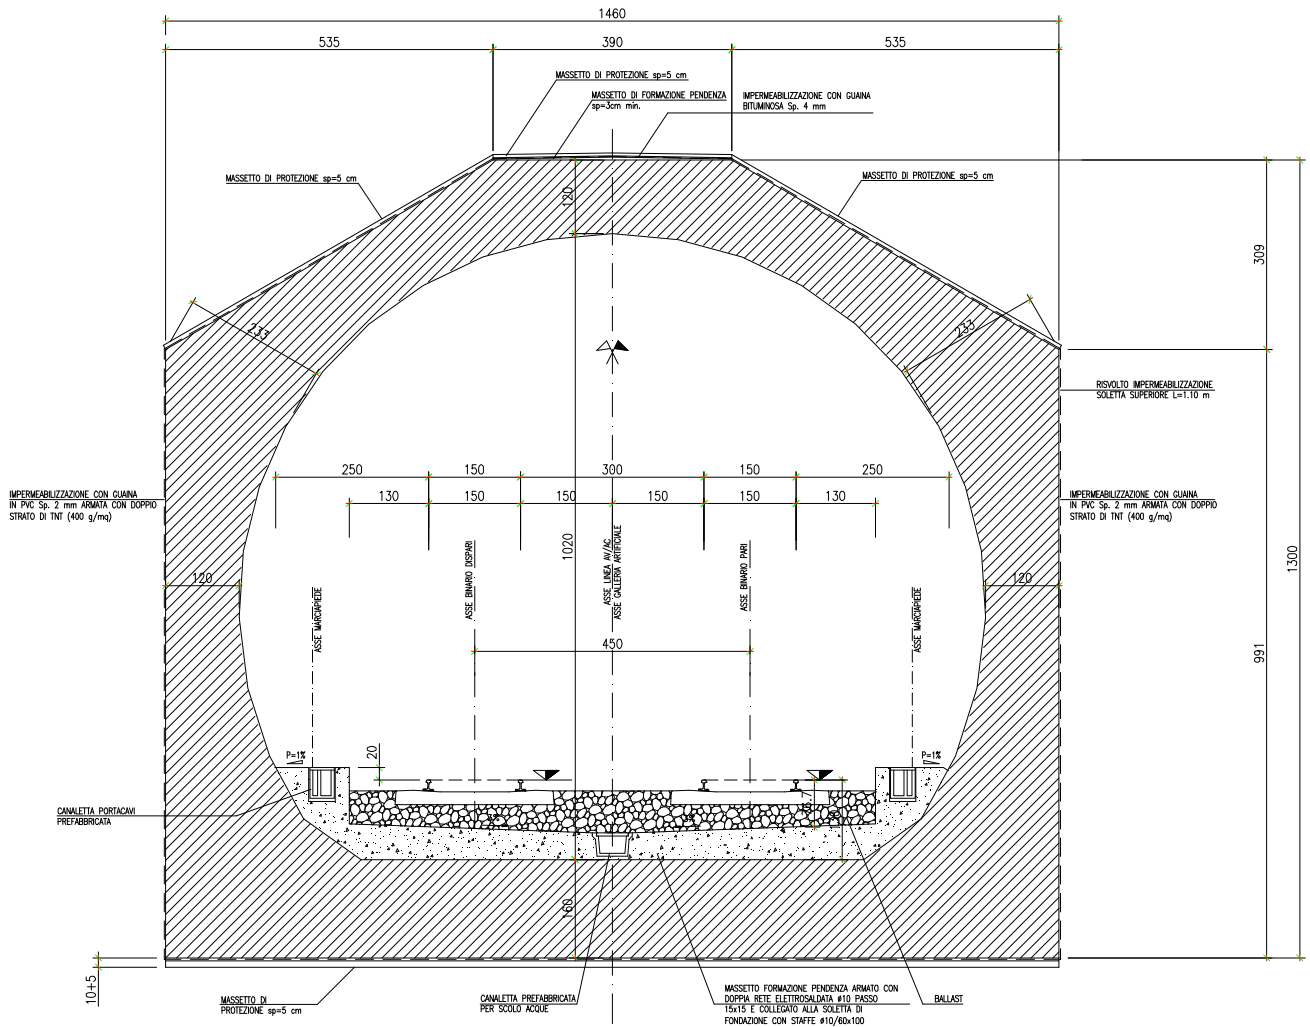 1460
535
390
535
MASSETTO DI PROTEZIONE sp=5 cm
MASSETTO DI FORMAZIONE PENDENZA
sp=3cm min.
IMPERMEABILIZZAZIONE CON GUAINA
BITUMINOSA Sp. 4 mm
MASSETTO DI PROTEZIONE sp=5 cm
MASSETTO DI PROTEZIONE sp=5 cm
120
309
233
233
RISVOLTO IMPERMEABILIZZAZIONE
SOLETTA SUPERIORE L=1.10 m
250
150
300
150
250
130
150
150
150
150
130
IMPERMEABILIZZAZIONE CON GUAINA
IN PVC Sp. 2 mm ARMATA CON DOPPIO
STRATO DI TNT (400 g/mq)
IMPERMEABILIZZAZIONE CON GUAINA
IN PVC Sp. 2 mm ARMATA CON DOPPIO
STRATO DI TNT (400 g/mq)
1020
1300
ASSE BINARIO DISPARI
ASSE LINEA AV/AC
ASSE GALLERIA ARTIFICIALE
ASSE BINARIO PARI
120
120
ASSE MARCIAPIEDE
ASSE MARCIAPIEDE
450
991
P=1%
20
P=1%
CANALETTA PORTACAVI
PREFABBRICATA
3%
3%
160
10+5
MASSETTO DI
PROTEZIONE sp=5 cm
CANALETTA PREFABBRICATA
PER SCOLO ACQUE
MASSETTO FORMAZIONE PENDENZA ARMATO CON
DOPPIA RETE ELETTROSALDATA ø10 PASSO
15x15 E COLLEGATO ALLA SOLETTA DI
FONDAZIONE CON STAFFE ø10/60x100
BALLAST